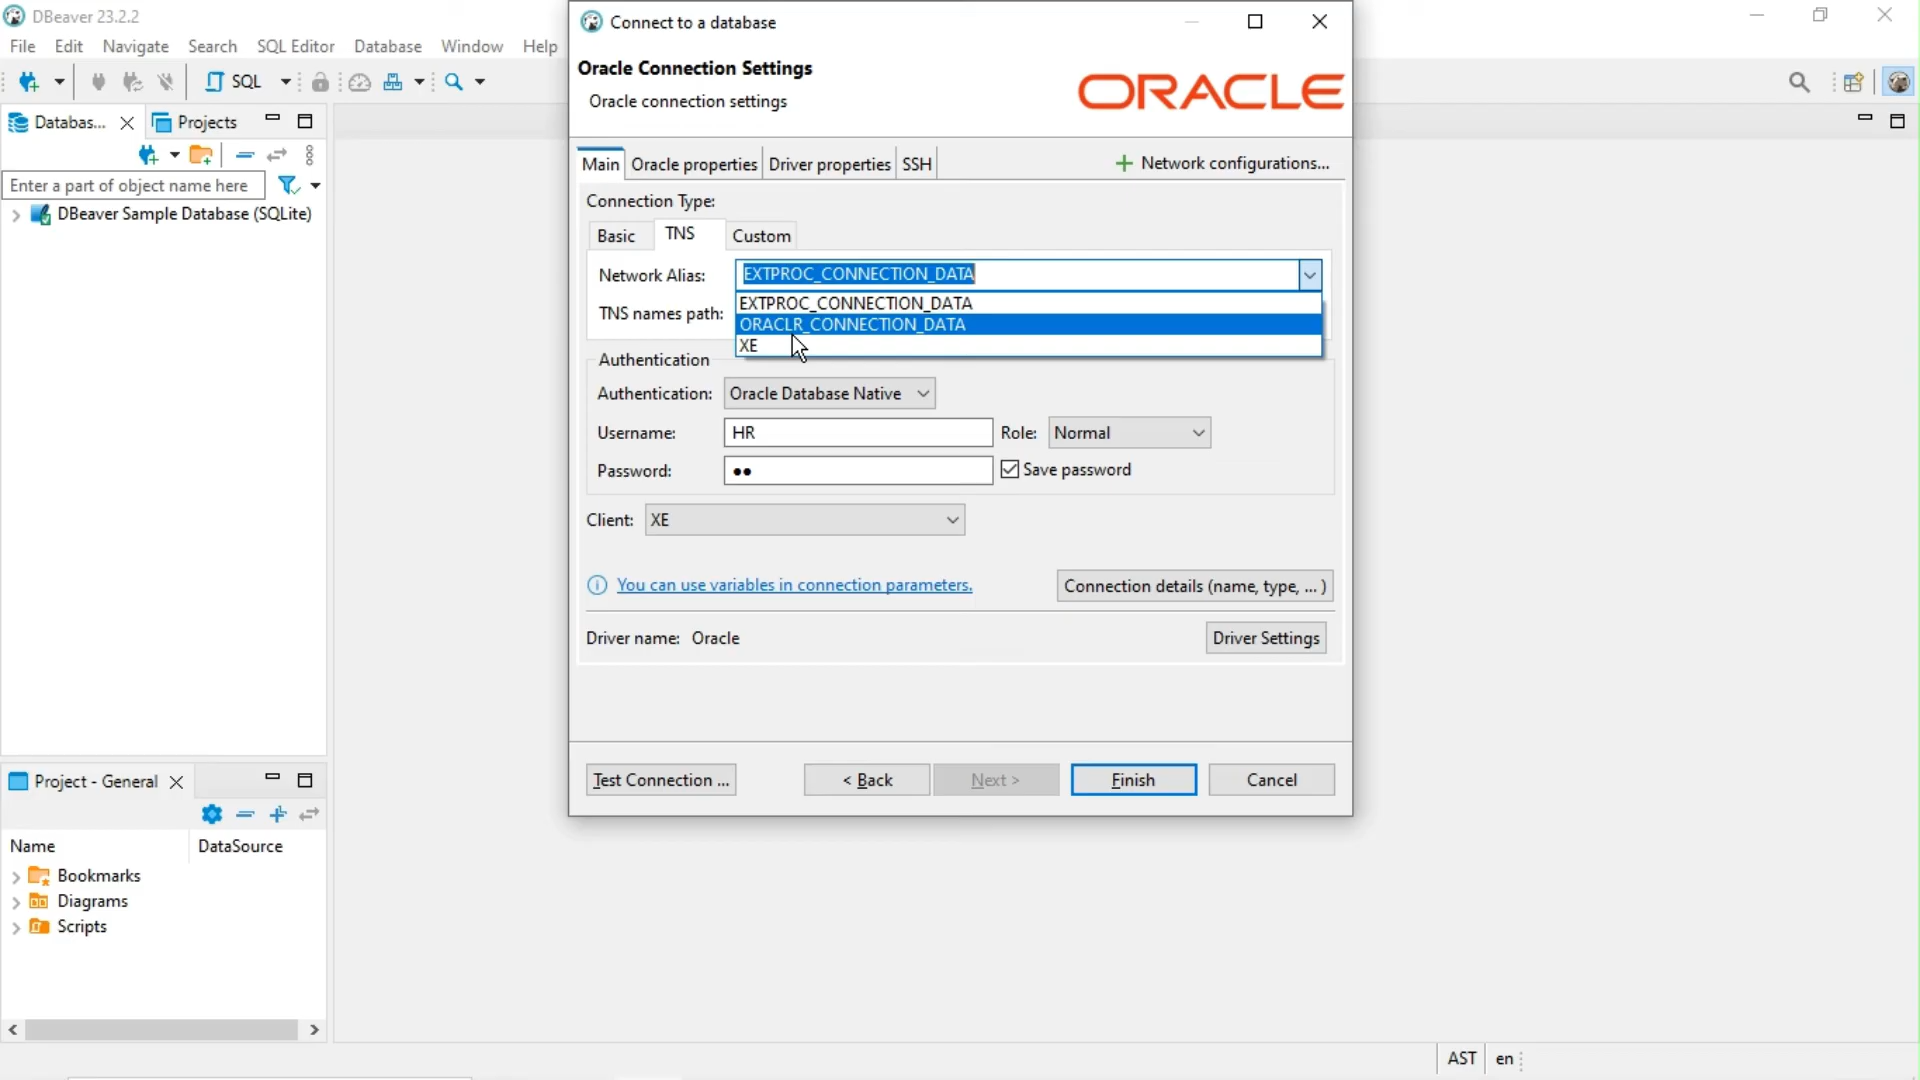 DBeaver 23.2.2
File Edit Navigate Search SQL Editor Database Window Help
SQL
Databas... Projects
Enter a part of object name here
DBeaver Sample Database (SQLite)
Project - General
Name DataSource
Bookmarks
Diagrams
Scripts
Connect to a database
Oracle Connection Settings
Oracle connection settings
ORACLE
Main Oracle properties Driver properties SSH Network configurations...
Connection Type:
Basic TNS Custom
Network Alias: EXTPROC_CONNECTION_DATA
EXTPROC_CONNECTION_DATA
TNS names path:
ORACLR_CONNECTION_DATA
XE
Authentication
Authentication: Oracle Database Native
Username: HR Role: Normal
Password: ●● Save password
Client: XE
You can use variables in connection parameters. Connection details (name, type, ... )
Driver name: Oracle Driver Settings
Test Connection ... < Back Next > Finish Cancel
AST en